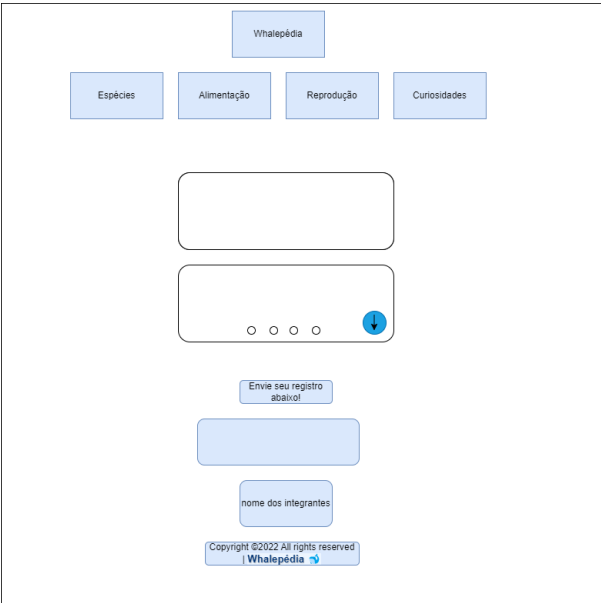 Whalepédia
Espécies Alimentação Reprodução Curiosidades
Envie seu registro
abaixo!
nome dos integrantes
Copyright ©2022 All rights reserved
| Whalepédia 🐋